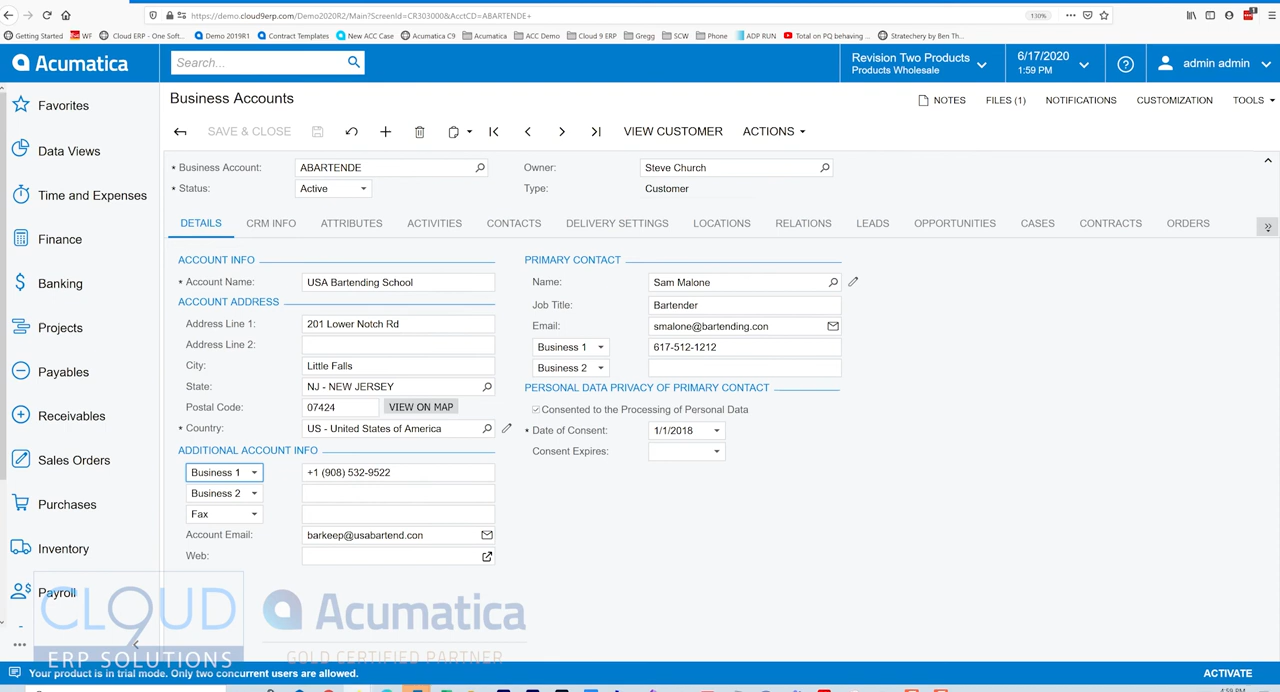 https://demo.cloud9erp.com/Demo2020R2/Main?ScreenId=CR303000&AcctCD=ABARTENDE+
130%
Getting Started WF Cloud ERP - One Soft... Demo 2019R1 Contract Templates New ACC Case Acumatica C9 Acumatica ACC Demo Cloud 9 ERP Gregg SCW Phone ADP RUN Total on PQ behaving ... Stratechery by Ben Th...
Acumatica
Search...
Revision Two Products
Products Wholesale
6/17/2020
1:59 PM
admin admin
Favorites
Data Views
Time and Expenses
Finance
Banking
Projects
Payables
Receivables
Sales Orders
Purchases
Inventory
Payroll
Business Accounts
NOTES FILES (1) NOTIFICATIONS CUSTOMIZATION TOOLS
SAVE & CLOSE VIEW CUSTOMER ACTIONS
* Business Account: ABARTENDE Owner: Steve Church
* Status: Active Type: Customer
DETAILS CRM INFO ATTRIBUTES ACTIVITIES CONTACTS DELIVERY SETTINGS LOCATIONS RELATIONS LEADS OPPORTUNITIES CASES CONTRACTS ORDERS
ACCOUNT INFO
* Account Name: USA Bartending School
ACCOUNT ADDRESS
Address Line 1: 201 Lower Notch Rd
Address Line 2:
City: Little Falls
State: NJ - NEW JERSEY
Postal Code: 07424 VIEW ON MAP
* Country: US - United States of America
ADDITIONAL ACCOUNT INFO
Business 1 +1 (908) 532-9522
Business 2
Fax
Account Email: barkeep@usabartend.con
Web:
PRIMARY CONTACT
Name: Sam Malone
Job Title: Bartender
Email: smalone@bartending.con
Business 1 617-512-1212
Business 2
PERSONAL DATA PRIVACY OF PRIMARY CONTACT
Consented to the Processing of Personal Data
* Date of Consent: 1/1/2018
Consent Expires:
CLOUD
ERP SOLUTIONS
Acumatica
GOLD CERTIFIED PARTNER
Your product is in trial mode. Only two concurrent users are allowed.
ACTIVATE
4:59 PM